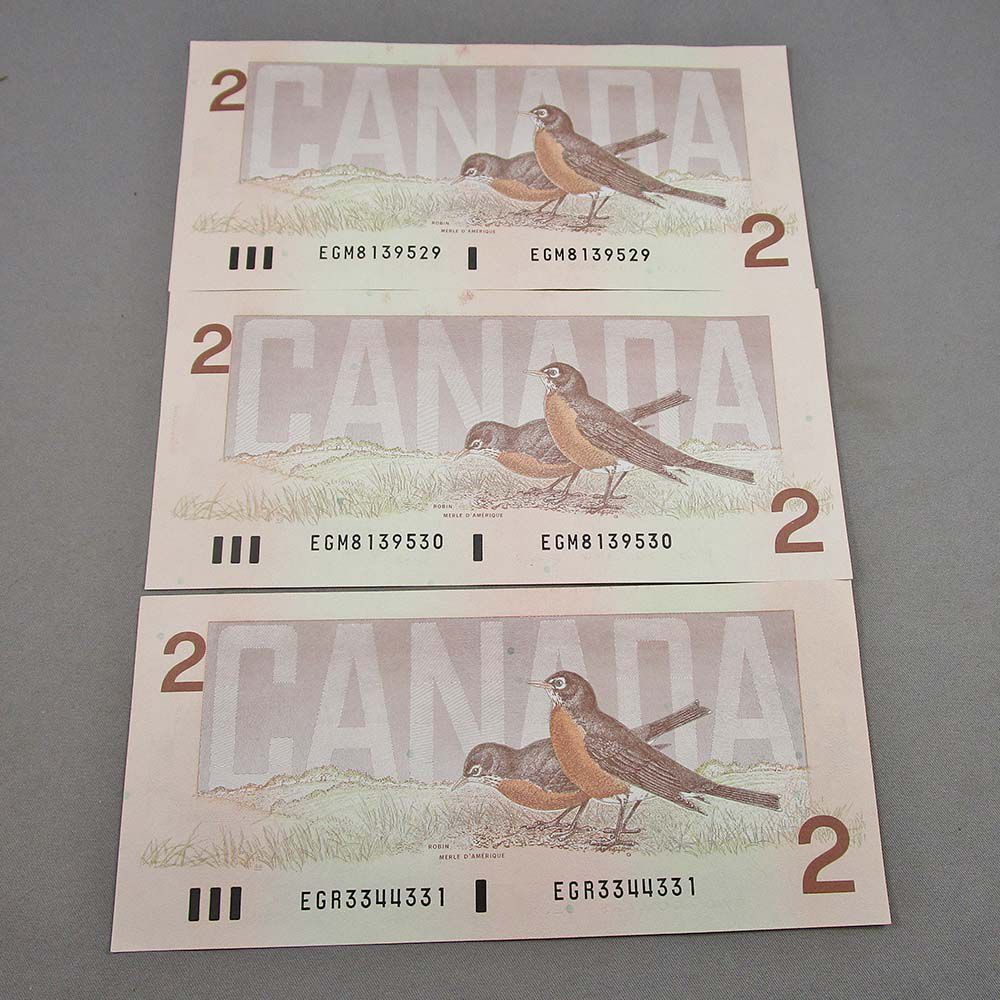 2 CANADA
ROBIN
MERLE D'AMÉRIQUE
2
EGM8139529 EGM8139529
2 CANADA
ROBIN
MERLE D'AMÉRIQUE
2
EGM8139530 EGM8139530
2 CANADA
ROBIN
MERLE D'AMÉRIQUE
2
EGR3344331 EGR3344331